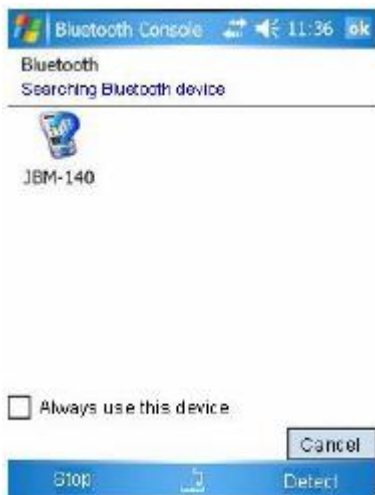 Bluetooth Console 11:36 ok
Bluetooth
Searching Bluetooth device
JBM-140
Always use this device
Cancel
Stop Detect